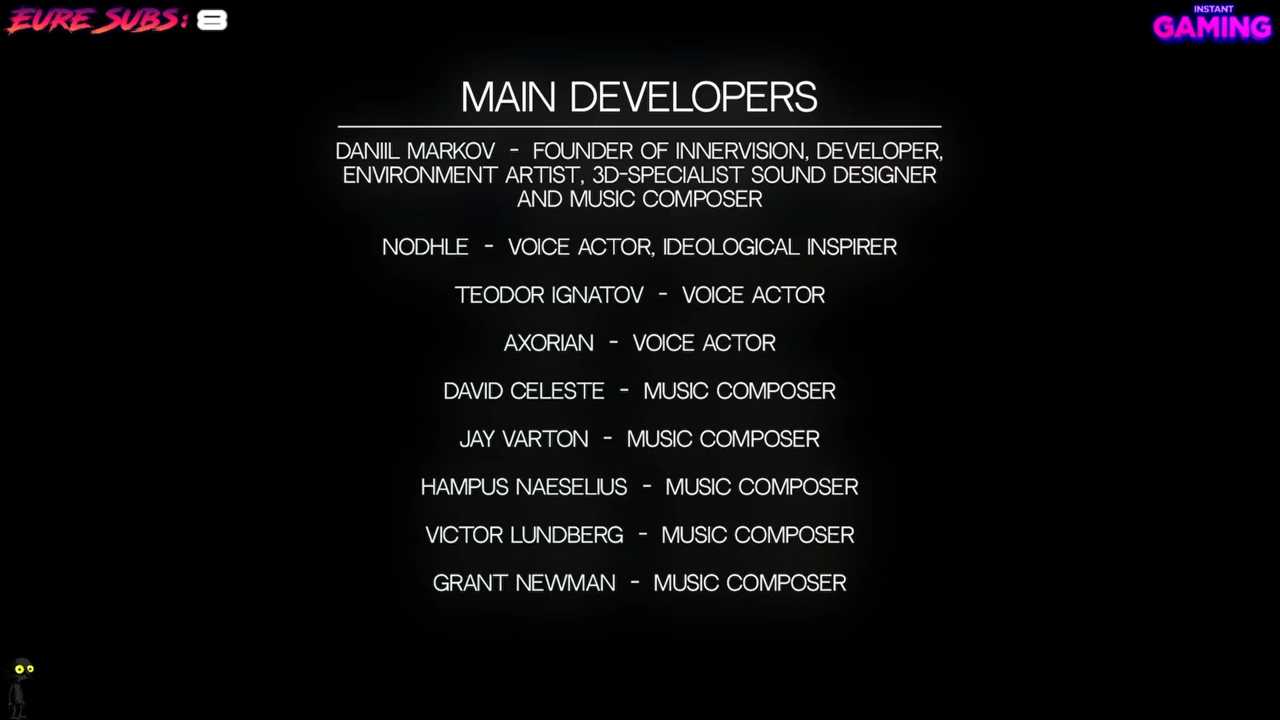 EURE SUBS: 8
INSTANT
GAMING
MAIN DEVELOPERS
DANIIL MARKOV - FOUNDER OF INNERVISION, DEVELOPER,
ENVIRONMENT ARTIST, 3D-SPECIALIST SOUND DESIGNER
AND MUSIC COMPOSER
NODHLE - VOICE ACTOR, IDEOLOGICAL INSPIRER
TEODOR IGNATOV - VOICE ACTOR
AXORIAN - VOICE ACTOR
DAVID CELESTE - MUSIC COMPOSER
JAY VARTON - MUSIC COMPOSER
HAMPUS NAESELIUS - MUSIC COMPOSER
VICTOR LUNDBERG - MUSIC COMPOSER
GRANT NEWMAN - MUSIC COMPOSER